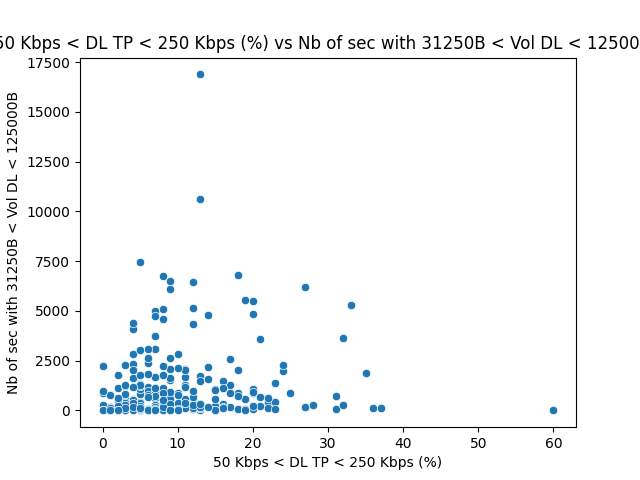 50 Kbps < DL TP < 250 Kbps (%) vs Nb of sec with 31250B < Vol DL < 12500
17500
15000
12500
10000
7500
5000
2500
0
Nb of sec with 31250B < Vol DL < 125000B
0 10 20 30 40 50 60
50 Kbps < DL TP < 250 Kbps (%)